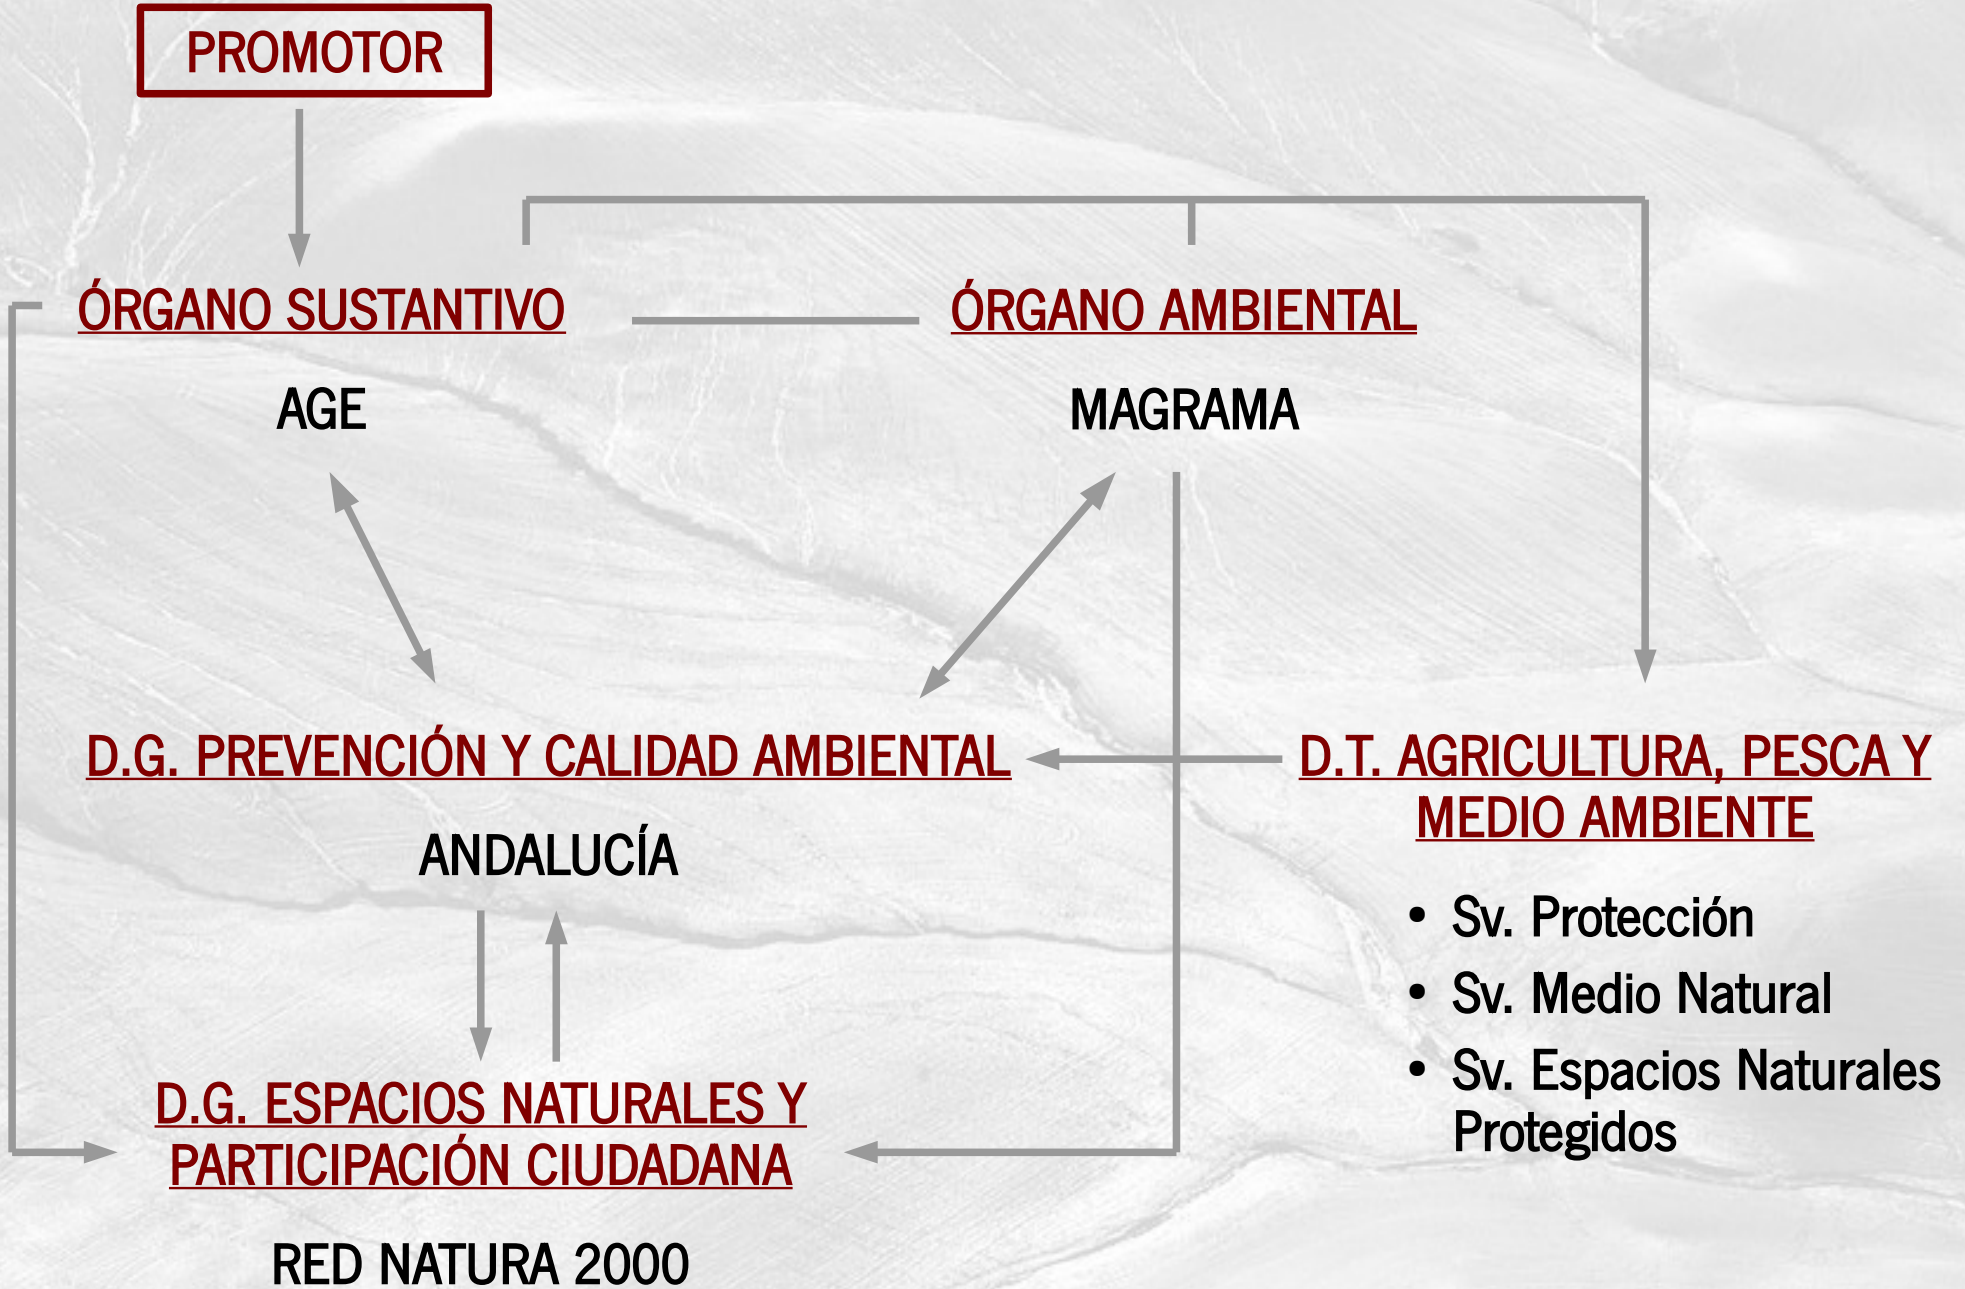 PROMOTOR
ÓRGANO SUSTANTIVO
ÓRGANO AMBIENTAL
AGE
MAGRAMA
D.G. PREVENCIÓN Y CALIDAD AMBIENTAL
ANDALUCÍA
D.T. AGRICULTURA, PESCA Y
MEDIO AMBIENTE
• Sv. Protección
• Sv. Medio Natural
• Sv. Espacios Naturales
Protegidos
D.G. ESPACIOS NATURALES Y
PARTICIPACIÓN CIUDADANA
RED NATURA 2000